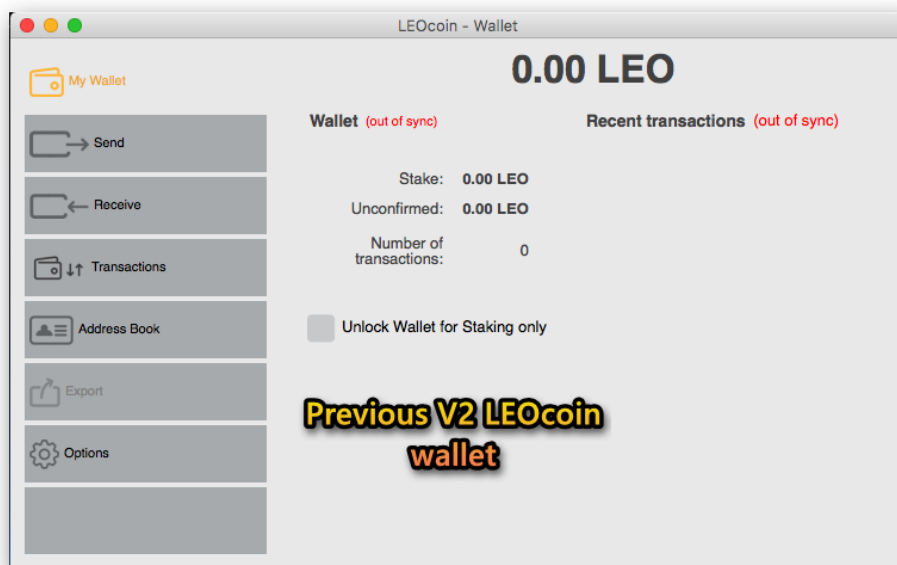 LEOcoin - Wallet
0.00 LEO
My Wallet
Send
Receive
Transactions
Address Book
Export
Options
Wallet (out of sync)
Stake: 0.00 LEO
Unconfirmed: 0.00 LEO
Number of
transactions: 0
Unlock Wallet for Staking only
Recent transactions (out of sync)
Previous V2 LEOcoin
wallet